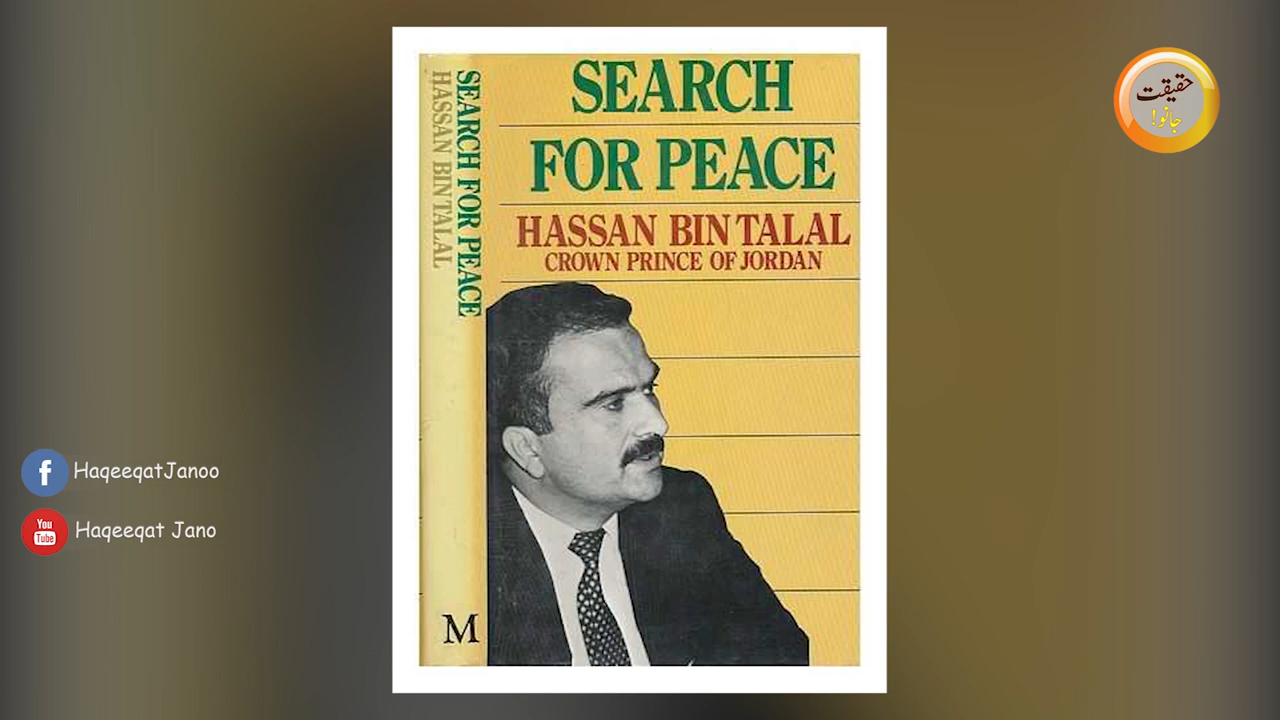 SEARCH
FOR PEACE
HASSAN BIN TALAL
CROWN PRINCE OF JORDAN
SEARCH FOR PEACE
HASSAN BIN TALAL
M
حقیقت
جانو!
HaqeeqatJanoo
You
Tube
Haqeeqat Jano